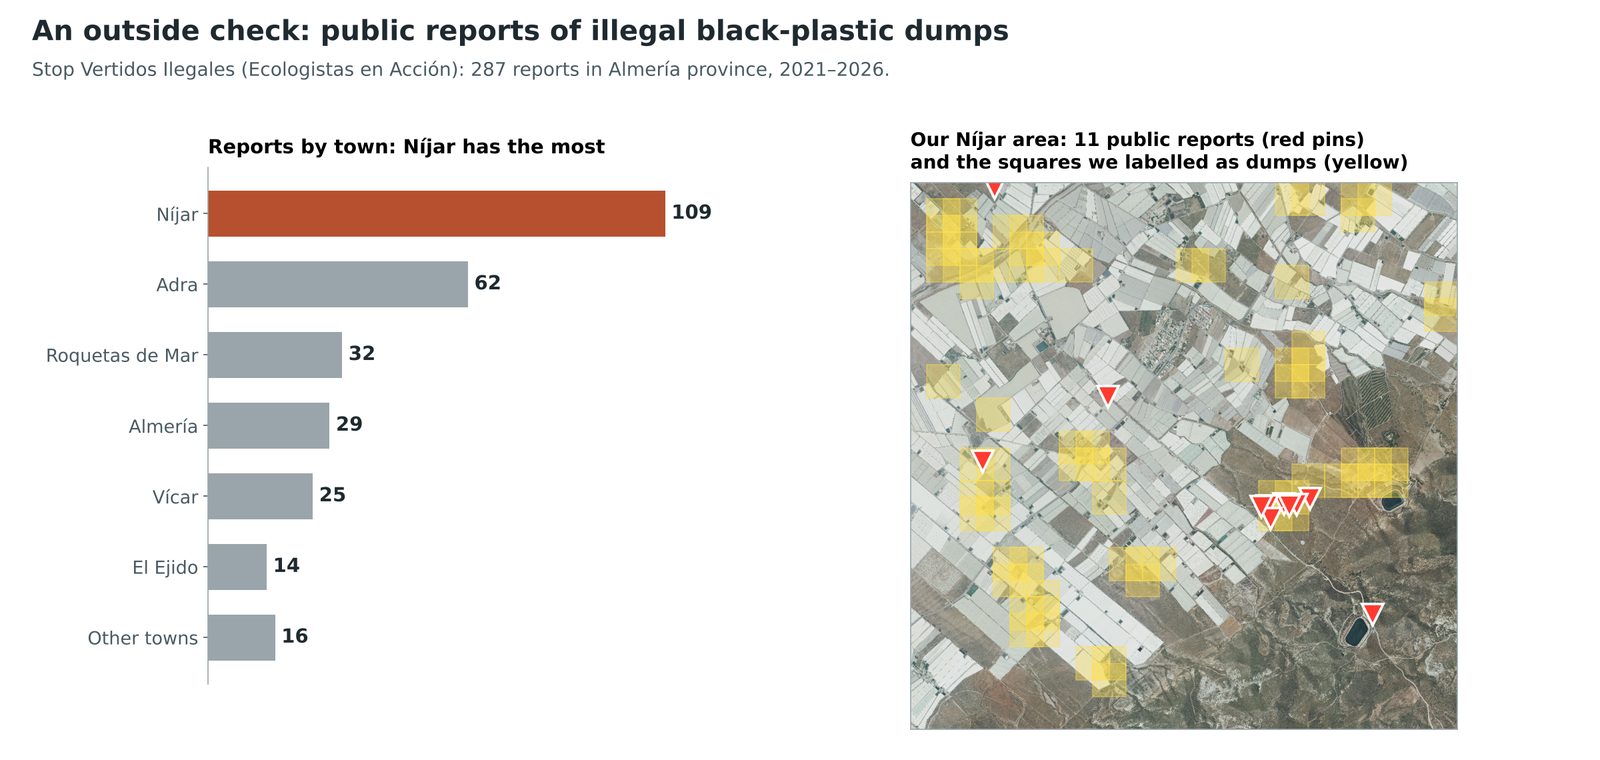 An outside check: public reports of illegal black-plastic dumps
Stop Vertidos Ilegales (Ecologistas en Acción): 287 reports in Almería province, 2021–2026.
Reports by town: Níjar has the most
Níjar 109
Adra 62
Roquetas de Mar 32
Almería 29
Vícar 25
El Ejido 14
Other towns 16
Our Níjar area: 11 public reports (red pins)
and the squares we labelled as dumps (yellow)